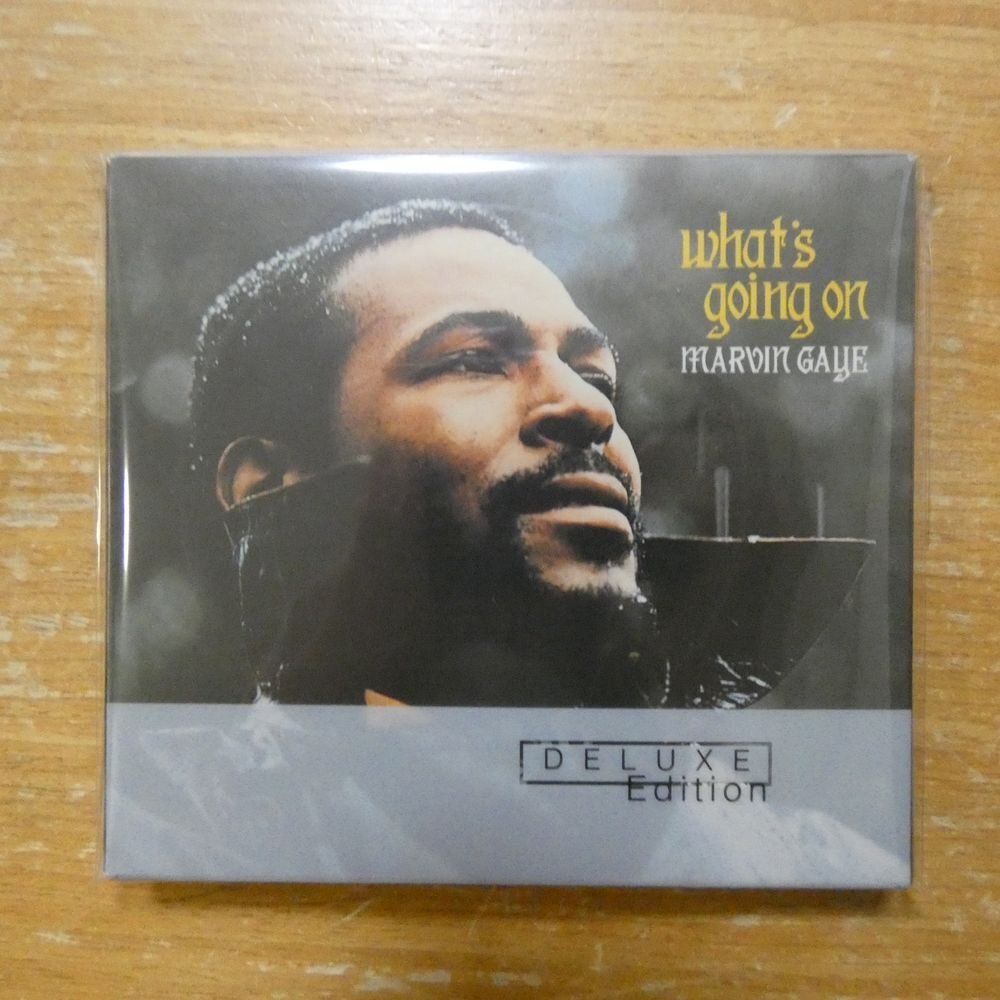 what's
going on
MARVIN GAYE
DELUXE
Edition